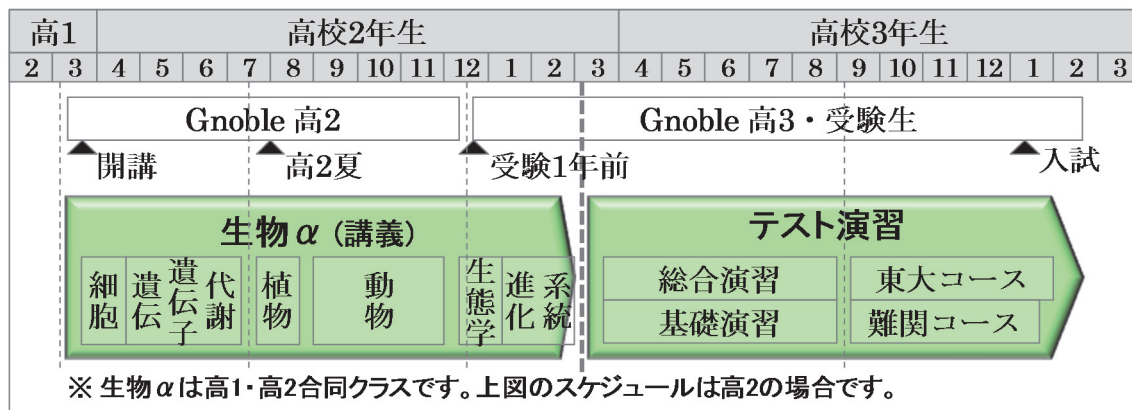 高1 高校2年生 高校3年生
2 3 4 5 6 7 8 9 10 11 12 1 2 3 4 5 6 7 8 9 10 11 12 1 2 3
Gnoble 高2 Gnoble 高3・受験生
開講 高2夏 受験1年前 入試
生物α（講義） テスト演習
細胞 遺伝 遺伝子 代謝 植物 動物 生態学 進化 系統
総合演習 東大コース
基礎演習 難関コース
※ 生物αは高1・高2合同クラスです。上図のスケジュールは高2の場合です。